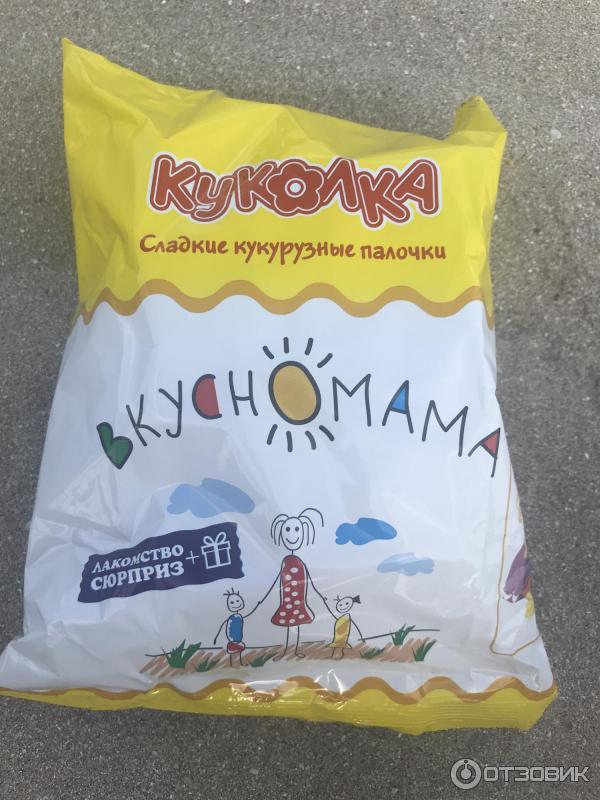 КУКОЛКА
Сладкие кукурузные палочки
ВКУСНОМАМА
ЛАКОМСТВО
СЮРПРИЗ +
ОТЗОВИК